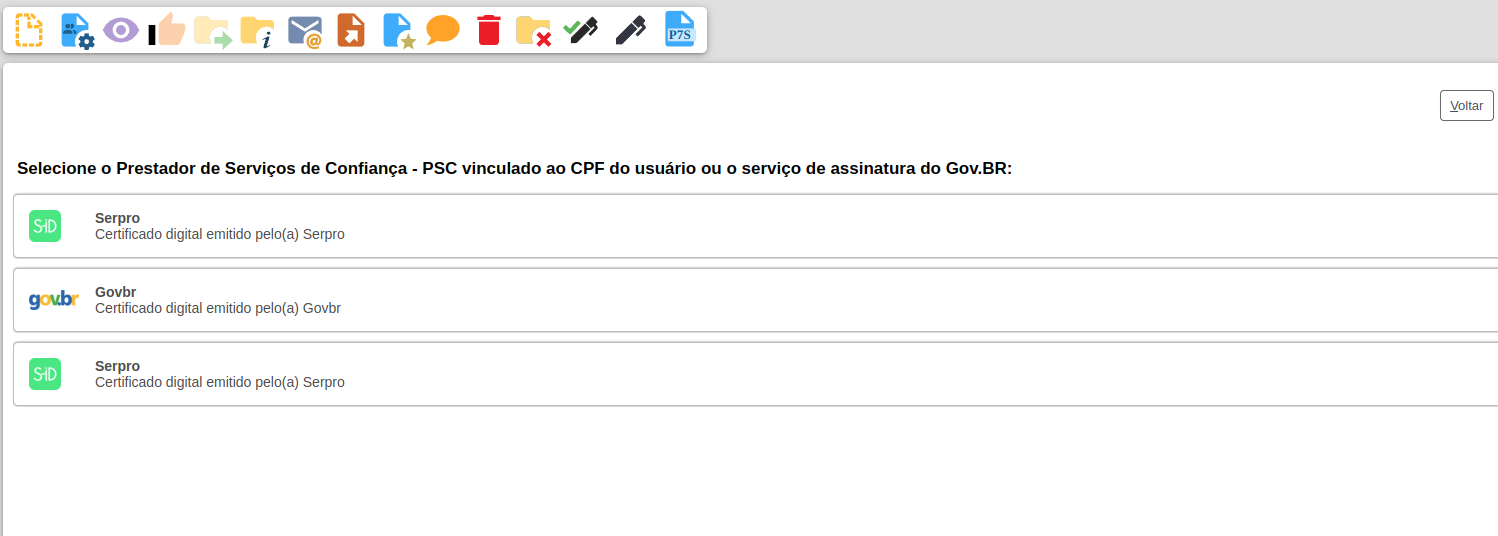 i
@
P7S
Voltar
Selecione o Prestador de Serviços de Confiança - PSC vinculado ao CPF do usuário ou o serviço de assinatura do Gov.BR:
SiD
Serpro
Certificado digital emitido pelo(a) Serpro
gov.br
Govbr
Certificado digital emitido pelo(a) Govbr
SiD
Serpro
Certificado digital emitido pelo(a) Serpro